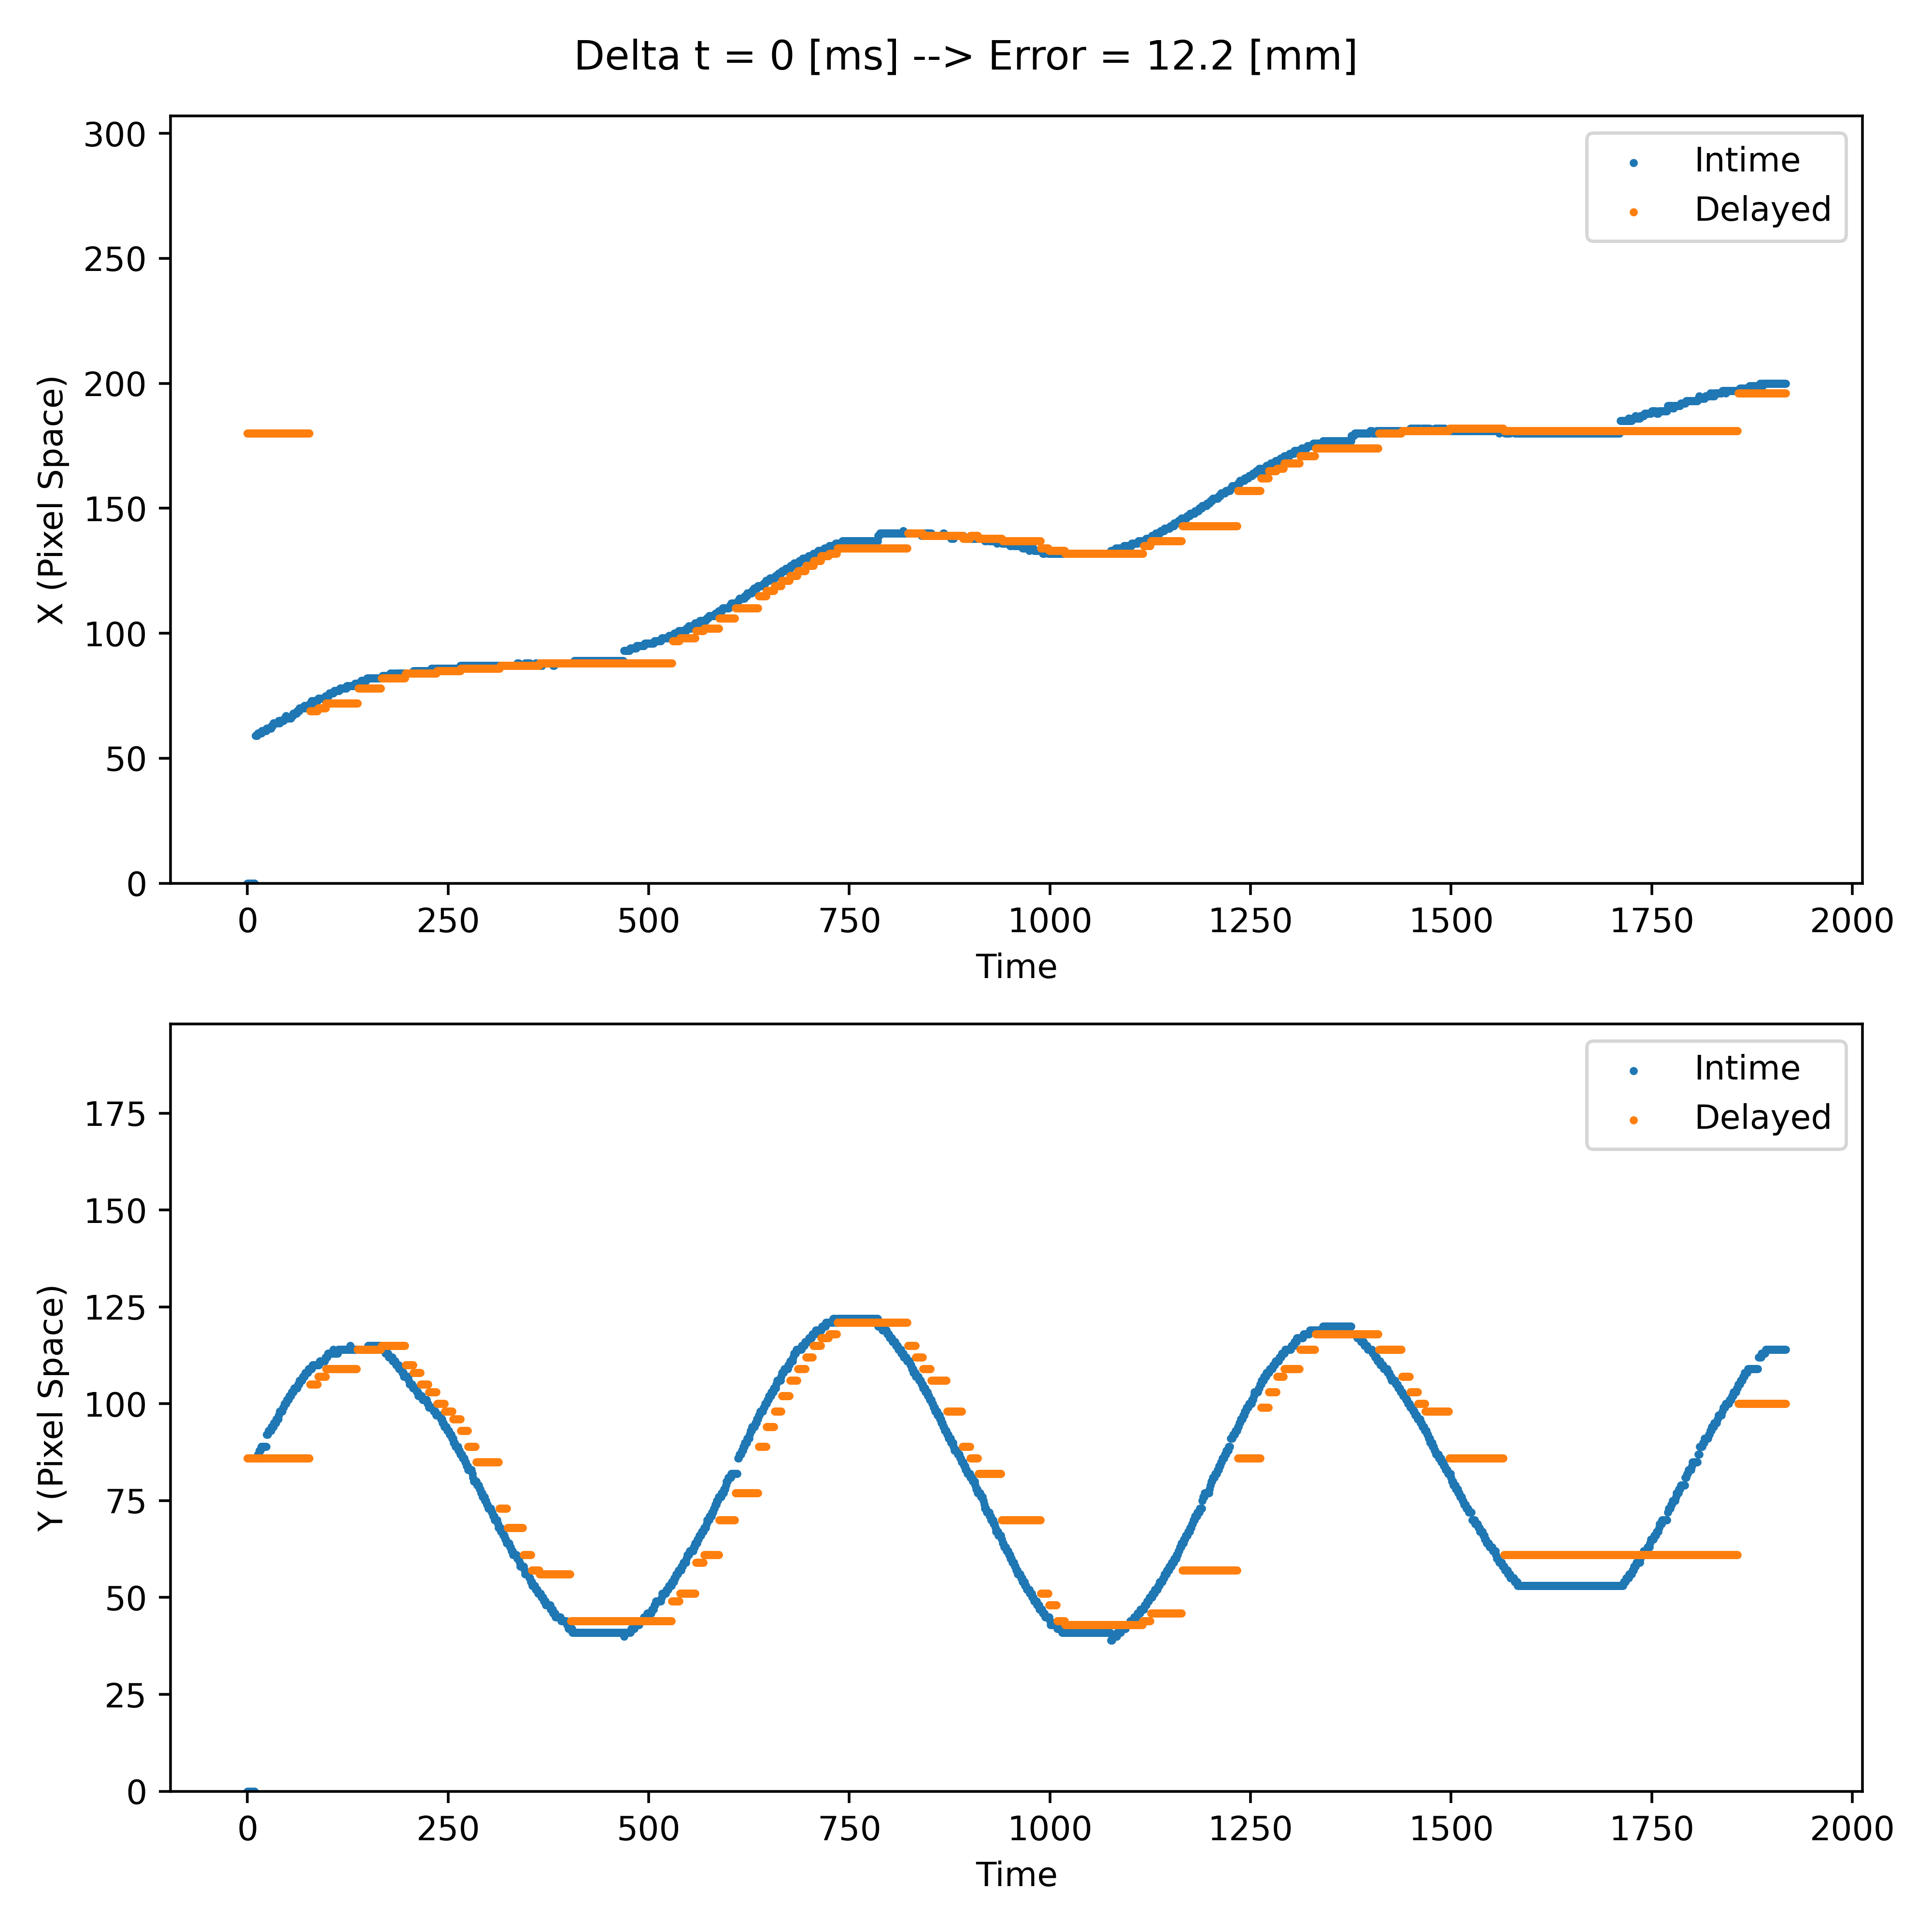 Delta t = 0 [ms] --> Error = 12.2 [mm]
300
250
200
150
100
50
0
X (Pixel Space)
Intime
Delayed
0 250 500 750 1000 1250 1500 1750 2000
Time
175
150
125
100
75
50
25
0
Y (Pixel Space)
Intime
Delayed
0 250 500 750 1000 1250 1500 1750 2000
Time